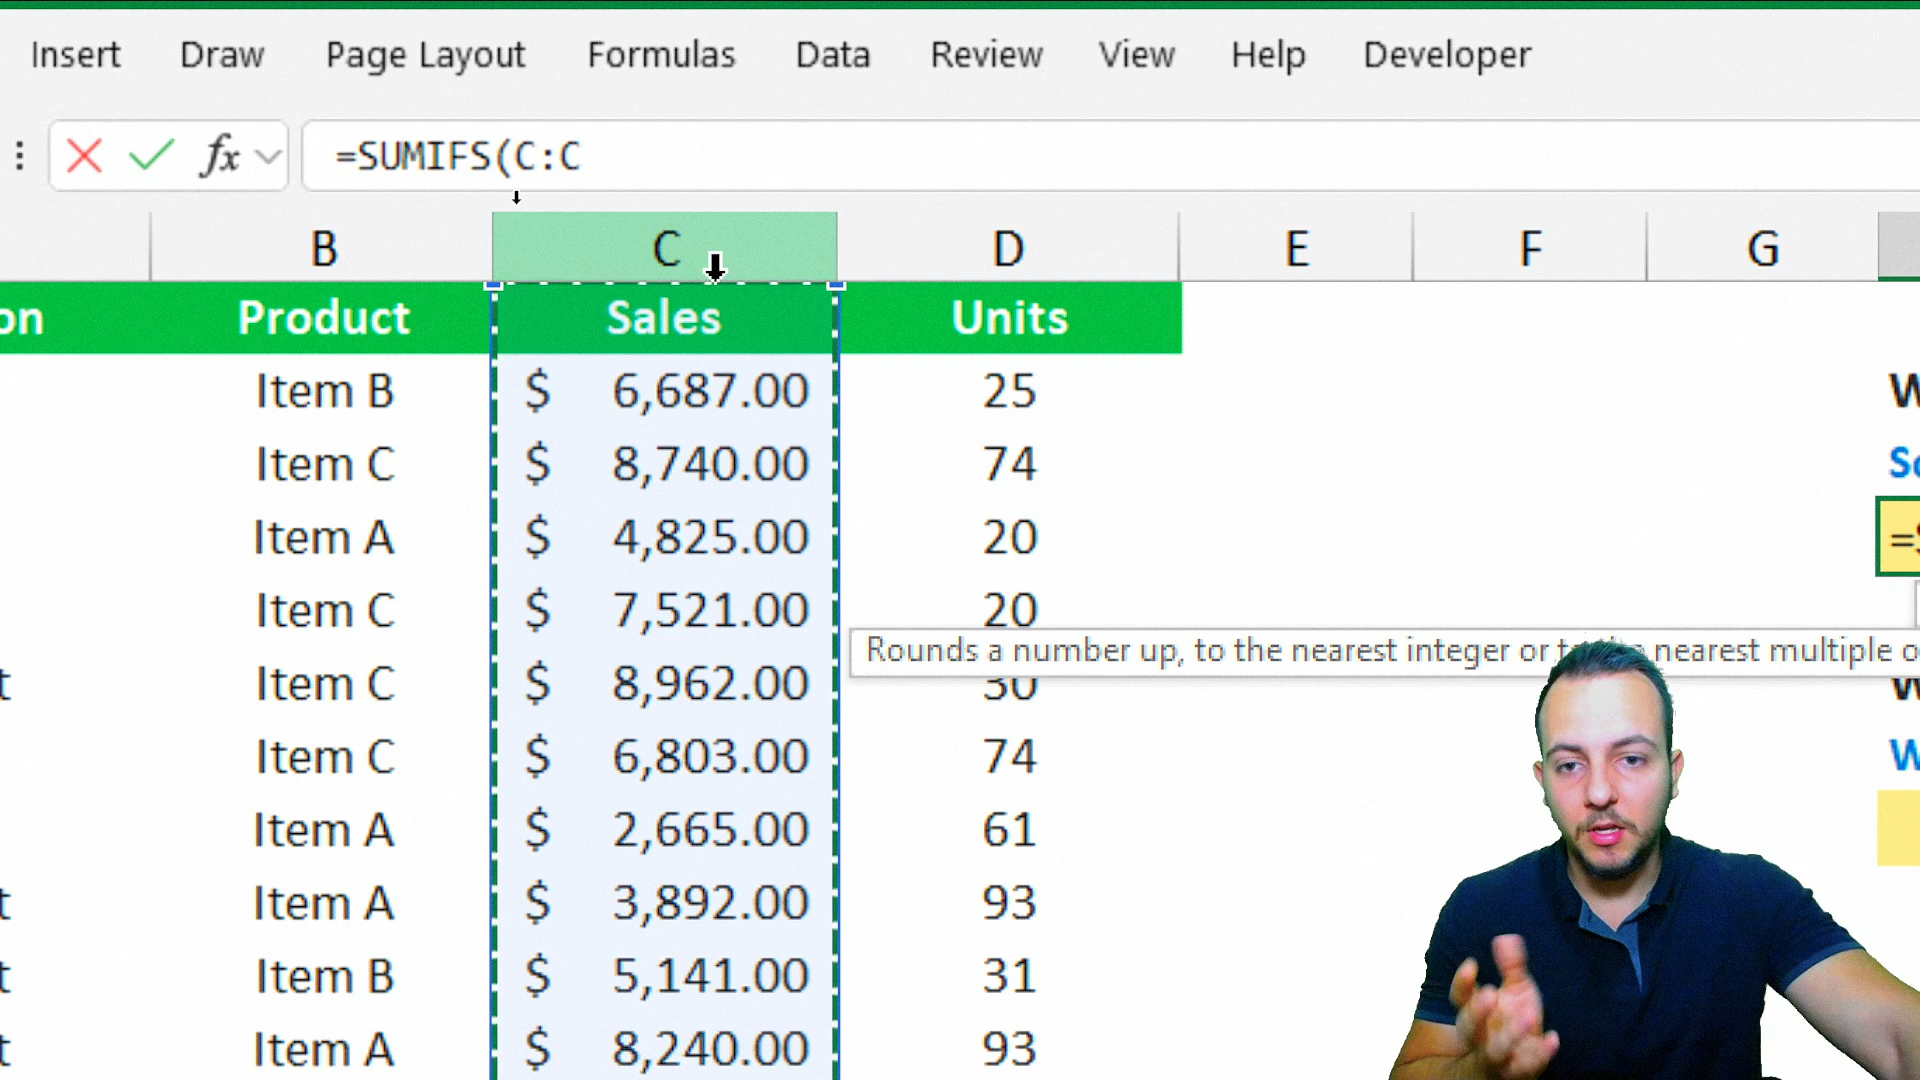 Insert Draw Page Layout Formulas Data Review View Help Developer
fx =SUMIFS(C:C
B C D E F G
on Product Sales Units
Item B $ 6,687.00 25
Item C $ 8,740.00 74
Item A $ 4,825.00 20
Item C $ 7,521.00 20
Rounds a number up, to the nearest integer or nearest multiple o
t Item C $ 8,962.00 30
Item C $ 6,803.00 74
Item A $ 2,665.00 61
t Item A $ 3,892.00 93
t Item B $ 5,141.00 31
t Item A $ 8,240.00 93